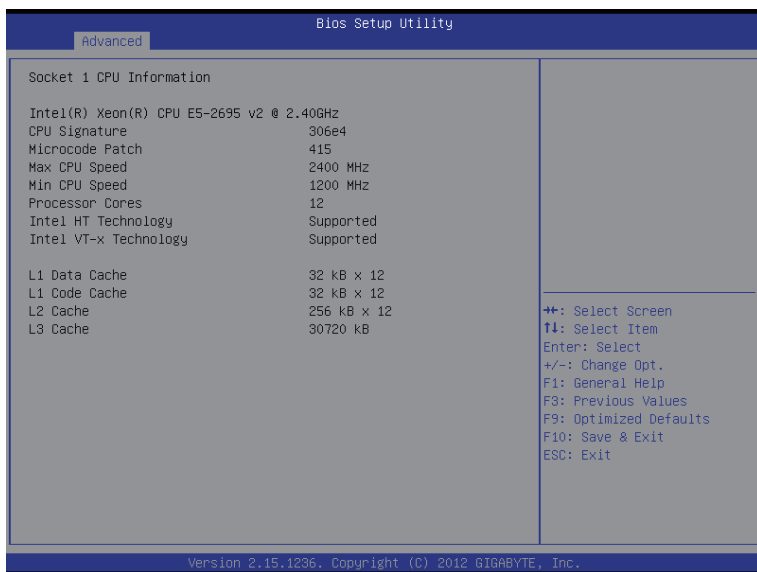 Bios Setup Utility
Advanced
Socket 1 CPU Information
Intel(R) Xeon(R) CPU E5-2695 v2 @ 2.40GHz
CPU Signature 306e4
Microcode Patch 415
Max CPU Speed 2400 MHz
Min CPU Speed 1200 MHz
Processor Cores 12
Intel HT Technology Supported
Intel VT-x Technology Supported
L1 Data Cache 32 kB x 12
L1 Code Cache 32 kB x 12
L2 Cache 256 kB x 12
L3 Cache 30720 kB
→←: Select Screen
↑↓: Select Item
Enter: Select
+/-: Change Opt.
F1: General Help
F3: Previous Values
F9: Optimized Defaults
F10: Save & Exit
ESC: Exit
Version 2.15.1236. Copyright (C) 2012 GIGABYTE, Inc.